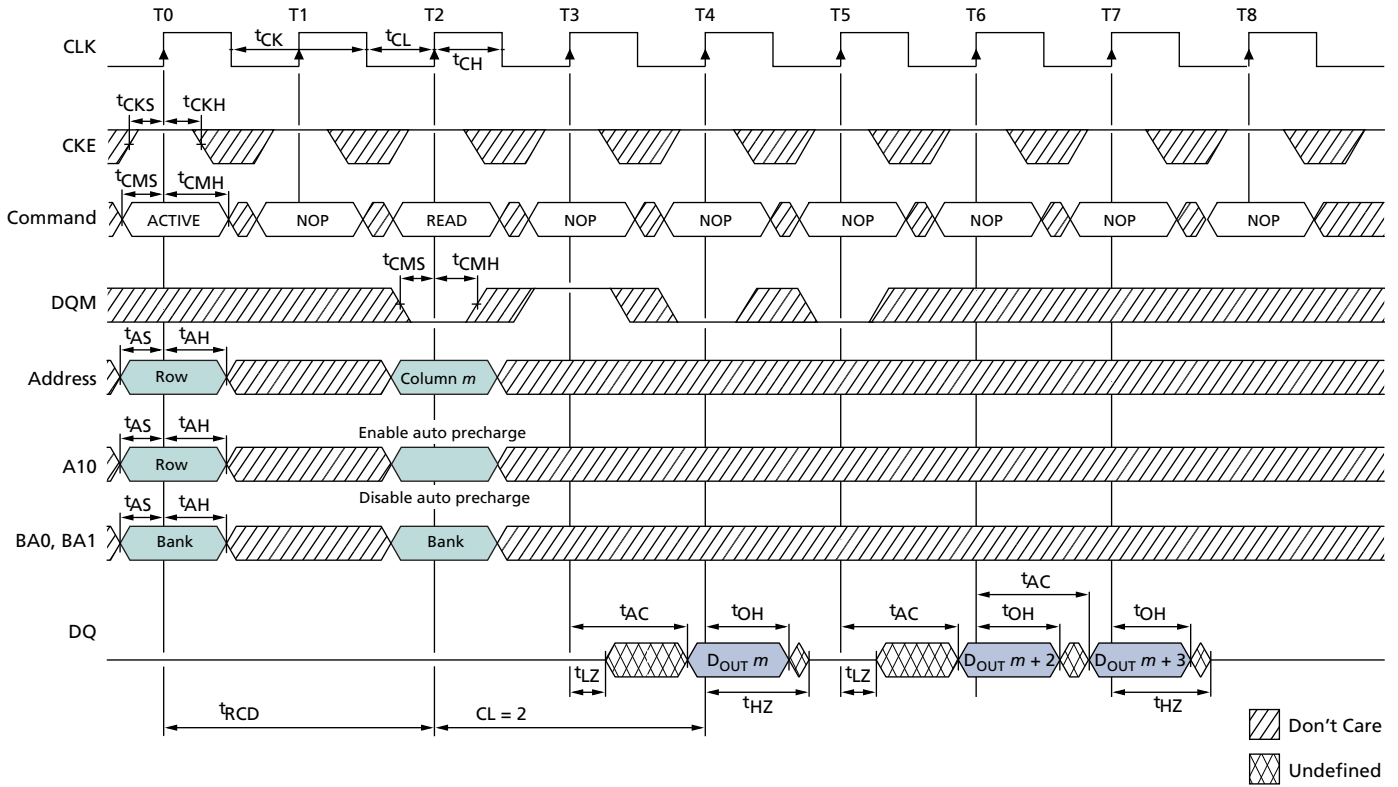 T0 T1 T2 T3 T4 T5 T6 T7 T8
CLK
tCK tCL
tCH
tCKS tCKH
CKE
tCMS tCMH
Command ACTIVE NOP READ NOP NOP NOP NOP NOP NOP
tCMS tCMH
DQM
tAS tAH
Address Row Column m
tAS tAH Enable auto precharge
A10 Row
tAS tAH Disable auto precharge
BA0, BA1 Bank Bank
tAC
tAC tOH tAC tOH tOH
DQ
DOUT m DOUT m + 2 DOUT m + 3
tLZ tLZ
tHZ tHZ
tRCD CL = 2
Don't Care
Undefined